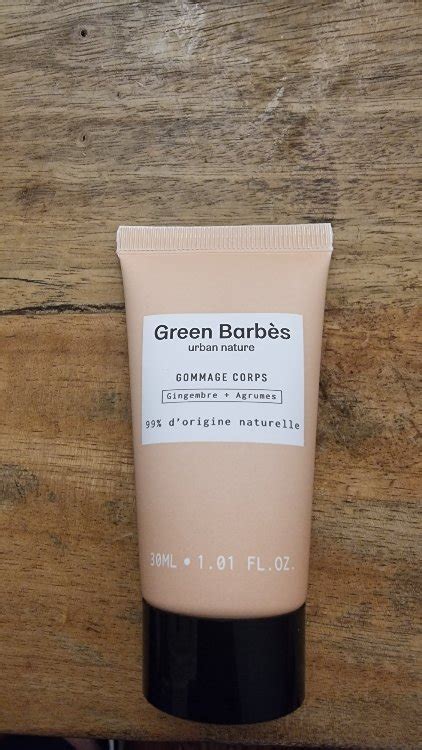 Green Barbès
urban nature
GOMMAGE CORPS
Gingembre + Agrumes
99% d'origine naturelle
30ML • 1.01 FL.OZ.